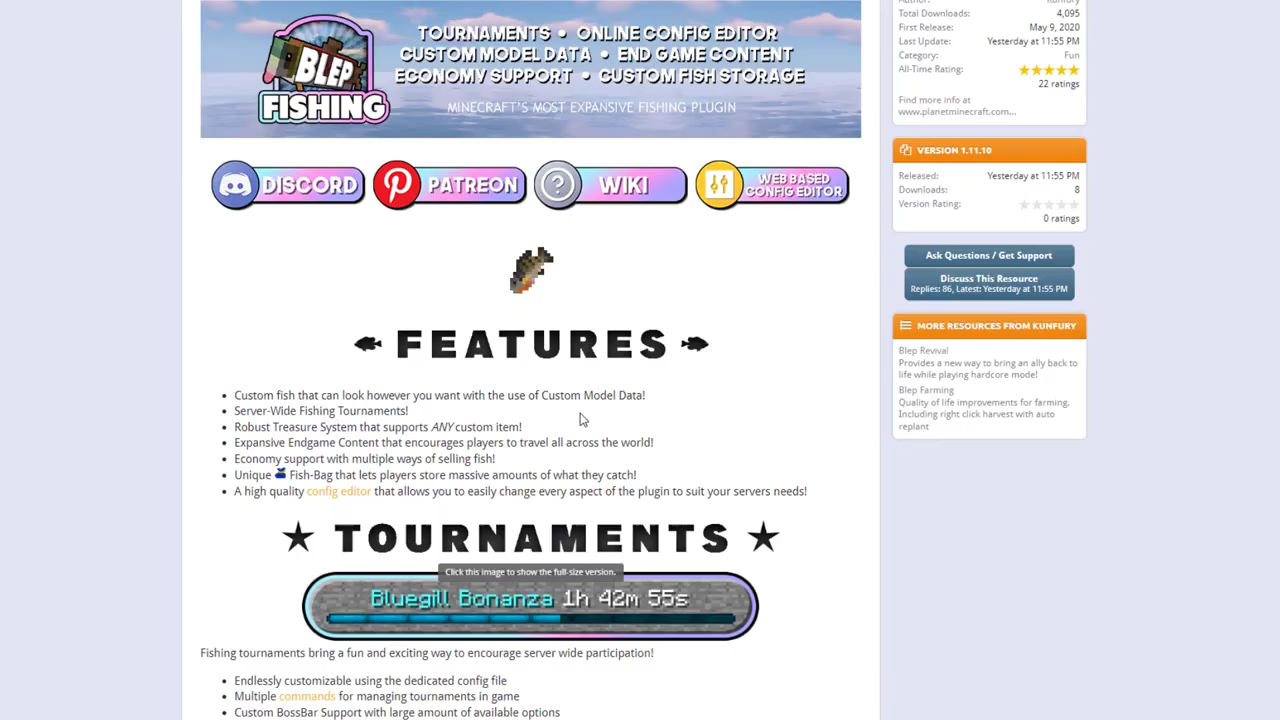 BLEP
FISHING
TOURNAMENTS • ONLINE CONFIG EDITOR
CUSTOM MODEL DATA • END GAME CONTENT
ECONOMY SUPPORT • CUSTOM FISH STORAGE
MINECRAFT'S MOST EXPANSIVE FISHING PLUGIN
DISCORD
PATREON
? WIKI
WEB BASED
CONFIG EDITOR
FEATURES
• Custom fish that can look however you want with the use of Custom Model Data!
• Server-Wide Fishing Tournaments!
• Robust Treasure System that supports ANY custom item!
• Expansive Endgame Content that encourages players to travel all across the world!
• Economy support with multiple ways of selling fish!
• Unique Fish-Bag that lets players store massive amounts of what they catch!
• A high quality config editor that allows you to easily change every aspect of the plugin to suit your servers needs!
★ TOURNAMENTS ★
Click this image to show the full-size version.
Bluegill Bonanza 1h 42m 55s
Fishing tournaments bring a fun and exciting way to encourage server wide participation!
• Endlessly customizable using the dedicated config file
• Multiple commands for managing tournaments in game
• Custom BossBar Support with large amount of available options
Total Downloads: 4,095
First Release: May 9, 2020
Last Update: Yesterday at 11:55 PM
Category: Fun
All-Time Rating: ★★★★★
22 ratings
Find more info at
www.planetminecraft.com...
VERSION 1.11.10
Released: Yesterday at 11:55 PM
Downloads: 8
Version Rating: ★★★★★
0 ratings
Ask Questions / Get Support
Discuss This Resource
Replies: 86, Latest: Yesterday at 11:55 PM
MORE RESOURCES FROM KUNFURY
Blep Revival
Provides a new way to bring an ally back to
life while playing hardcore mode!
Blep Farming
Quality of life improvements for farming.
Including right click harvest with auto
replant